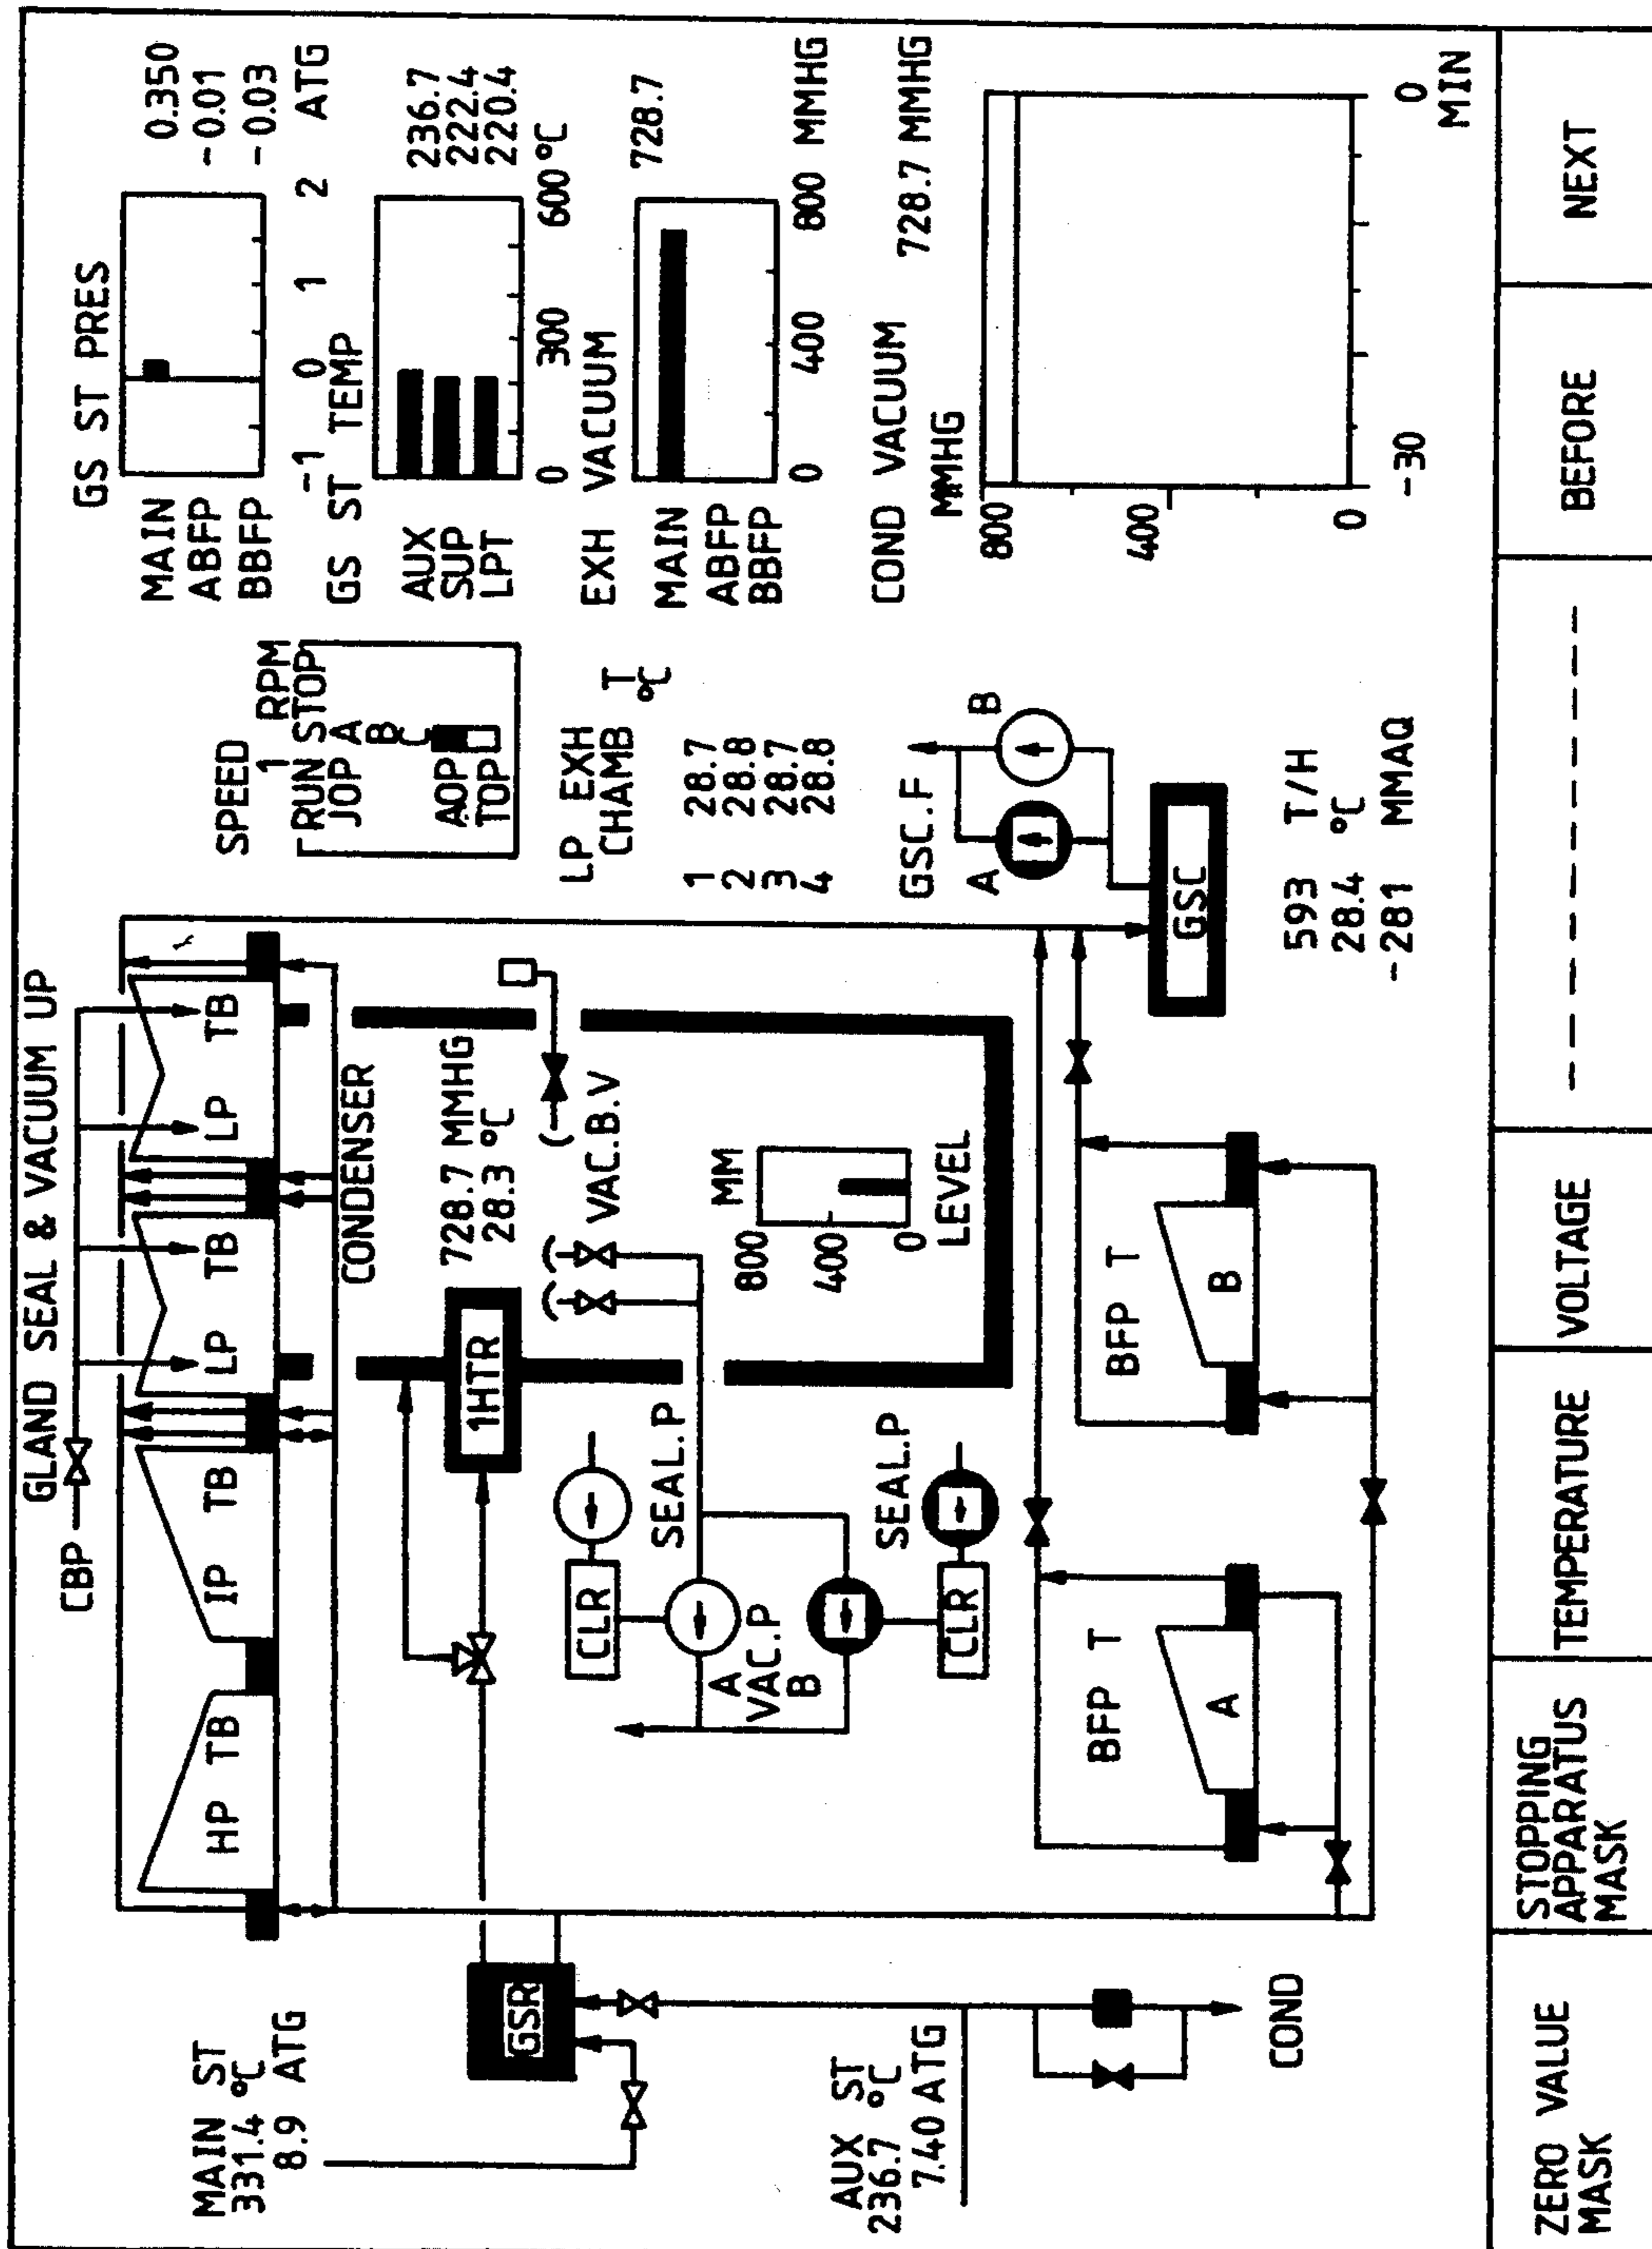 GLAND SEAL & VACUUM UP
CBP
HP TB
IP TB
LP TB
LP TB
CONDENSER
MAIN ST
331.4 °C
8.9 ATG
GSR
1HTR
728.7 MMHG
28.3 °C
CLR
SEAL.P
VAC.B.V
A
VAC.P
B
CLR
SEAL.P
MM
800
400
0
LEVEL
AUX ST
236.7 °C
7.40 ATG
COND
BFP T
A
BFP T
B
SPEED
1 RPM
RUN STOP
JOP A
B
C
AOP
TOP
LP EXH
CHAMB T
°C
1 28.7
2 28.8
3 28.7
4 28.8
GSC.F
A
B
GSC
593 T/H
28.4 °C
-281 MMAQ
GS ST PRES
MAIN 0.350
ABFP -0.01
BBFP -0.03
-1 0 1 2 ATG
GS ST TEMP
AUX 236.7
SUP 222.4
LPT 220.4
0 300 600 °C
EXH VACUUM
MAIN 728.7
ABFP
BBFP
0 400 800 MMHG
COND VACUUM 728.7 MMHG
MMHG
800
400
0
-30 0
MIN
ZERO VALUE
MASK
STOPPING
APPARATUS
MASK
TEMPERATURE
VOLTAGE
- - - - - - - - - - -
BEFORE
NEXT